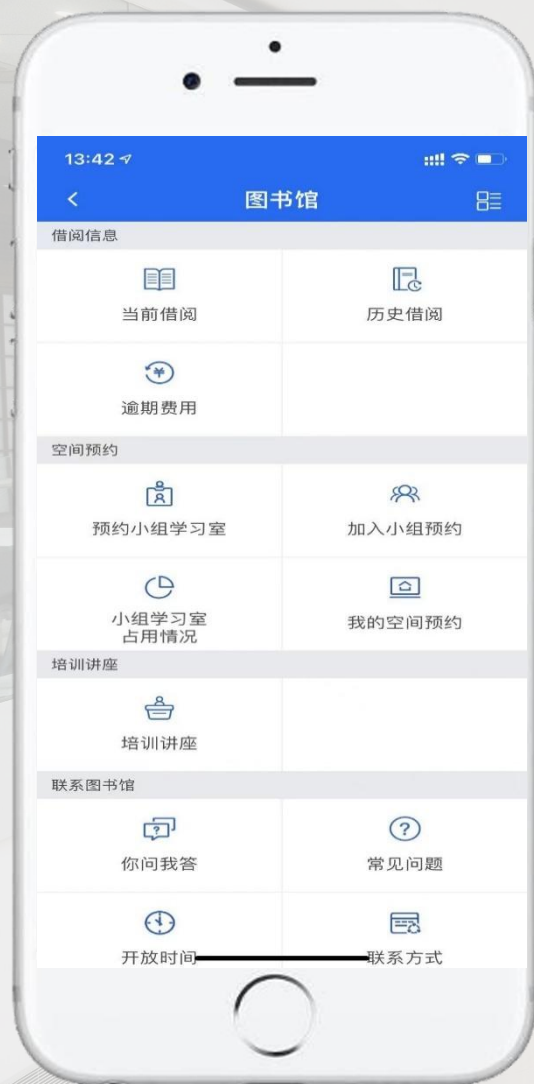 13:42
图书馆
借阅信息
当前借阅
历史借阅
逾期费用
空间预约
预约小组学习室
加入小组预约
小组学习室
占用情况
我的空间预约
培训讲座
培训讲座
联系图书馆
你问我答
常见问题
开放时间
联系方式